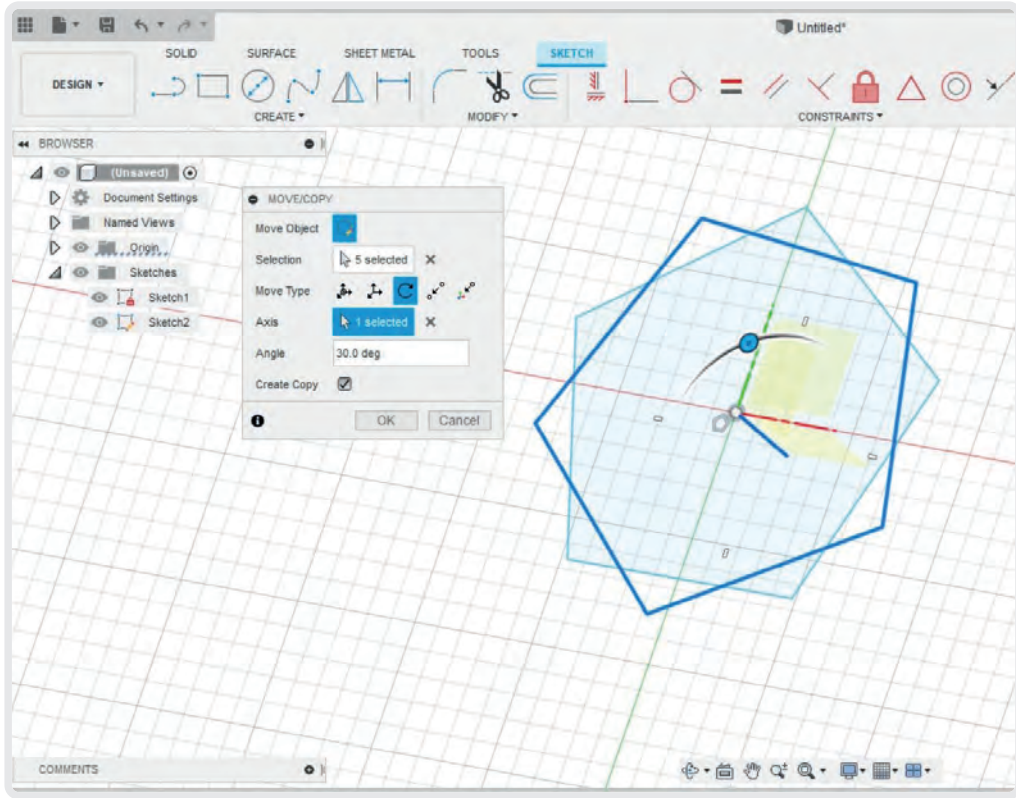 Untitled*
SOLID SURFACE SHEET METAL TOOLS SKETCH
DESIGN
CREATE MODIFY CONSTRAINTS
BROWSER
(Unsaved)
Document Settings
Named Views
Origin
Sketches
Sketch1
Sketch2
MOVE/COPY
Move Object
Selection 5 selected
Move Type
Axis 1 selected
Angle 30.0 deg
Create Copy
OK Cancel
COMMENTS